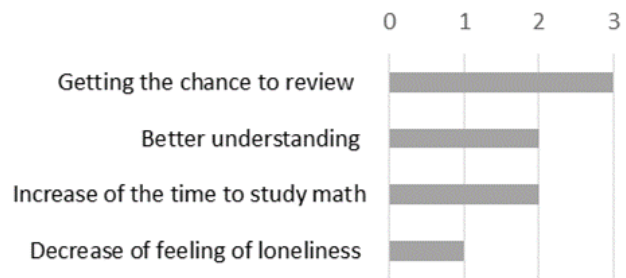 0 1 2 3
Getting the chance to review
Better understanding
Increase of the time to study math
Decrease of feeling of loneliness